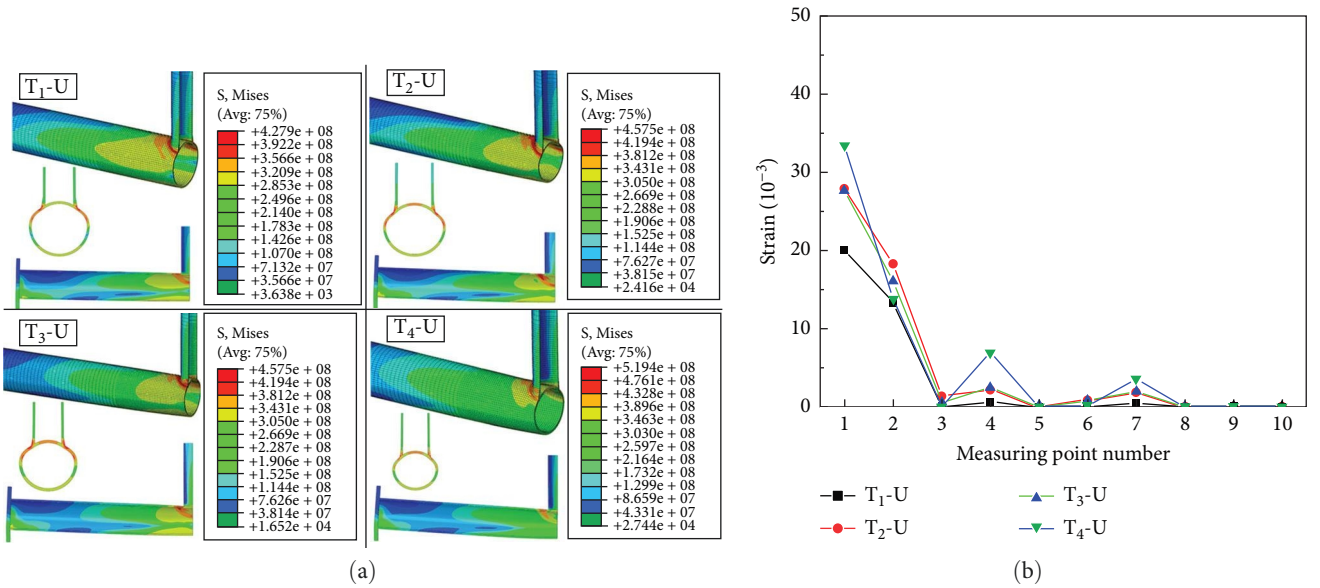 T1-U
S, Mises
(Avg: 75%)
+4.279e + 08
+3.922e + 08
+3.566e + 08
+3.209e + 08
+2.853e + 08
+2.496e + 08
+2.140e + 08
+1.783e + 08
+1.426e + 08
+1.070e + 08
+7.132e + 07
+3.566e + 07
+3.638e + 03
T2-U
S, Mises
(Avg: 75%)
+4.575e + 08
+4.194e + 08
+3.812e + 08
+3.431e + 08
+3.050e + 08
+2.669e + 08
+2.288e + 08
+1.906e + 08
+1.525e + 08
+1.144e + 08
+7.627e + 07
+3.815e + 07
+2.416e + 04
T3-U
S, Mises
(Avg: 75%)
+4.575e + 08
+4.194e + 08
+3.812e + 08
+3.431e + 08
+3.050e + 08
+2.669e + 08
+2.287e + 08
+1.906e + 08
+1.525e + 08
+1.144e + 08
+7.626e + 07
+3.814e + 07
+1.652e + 04
T4-U
S, Mises
(Avg: 75%)
+5.194e + 08
+4.761e + 08
+4.328e + 08
+3.896e + 08
+3.463e + 08
+3.030e + 08
+2.597e + 08
+2.164e + 08
+1.732e + 08
+1.299e + 08
+8.659e + 07
+4.331e + 07
+2.744e + 04
(a)
50
40
30
20
10
0
Strain (10⁻³)
1 2 3 4 5 6 7 8 9 10
Measuring point number
T1-U
T2-U
T3-U
T4-U
(b)